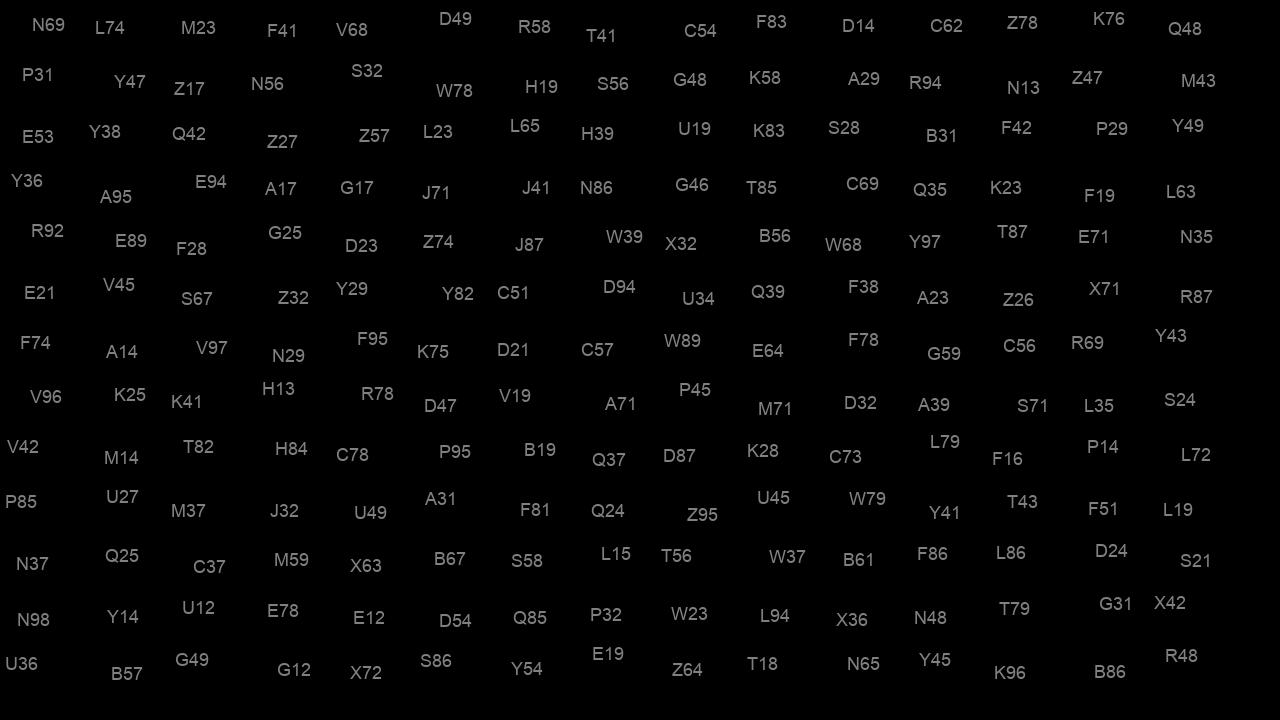 N69 L74 M23 F41 V68 D49 R58 T41 C54 F83 D14 C62 Z78 K76 Q48
P31 Y47 Z17 N56 S32 W78 H19 S56 G48 K58 A29 R94 N13 Z47 M43
E53 Y38 Q42 Z27 Z57 L23 L65 H39 U19 K83 S28 B31 F42 P29 Y49
Y36 A95 E94 A17 G17 J71 J41 N86 G46 T85 C69 Q35 K23 F19 L63
R92 E89 F28 G25 D23 Z74 J87 W39 X32 B56 W68 Y97 T87 E71 N35
E21 V45 S67 Z32 Y29 Y82 C51 D94 U34 Q39 F38 A23 Z26 X71 R87
F74 A14 V97 N29 F95 K75 D21 C57 W89 E64 F78 G59 C56 R69 Y43
V96 K25 K41 H13 R78 D47 V19 A71 P45 M71 D32 A39 S71 L35 S24
V42 M14 T82 H84 C78 P95 B19 Q37 D87 K28 C73 L79 F16 P14 L72
P85 U27 M37 J32 U49 A31 F81 Q24 Z95 U45 W79 Y41 T43 F51 L19
N37 Q25 C37 M59 X63 B67 S58 L15 T56 W37 B61 F86 L86 D24 S21
N98 Y14 U12 E78 E12 D54 Q85 P32 W23 L94 X36 N48 T79 G31 X42
U36 B57 G49 G12 X72 S86 Y54 E19 Z64 T18 N65 Y45 K96 B86 R48